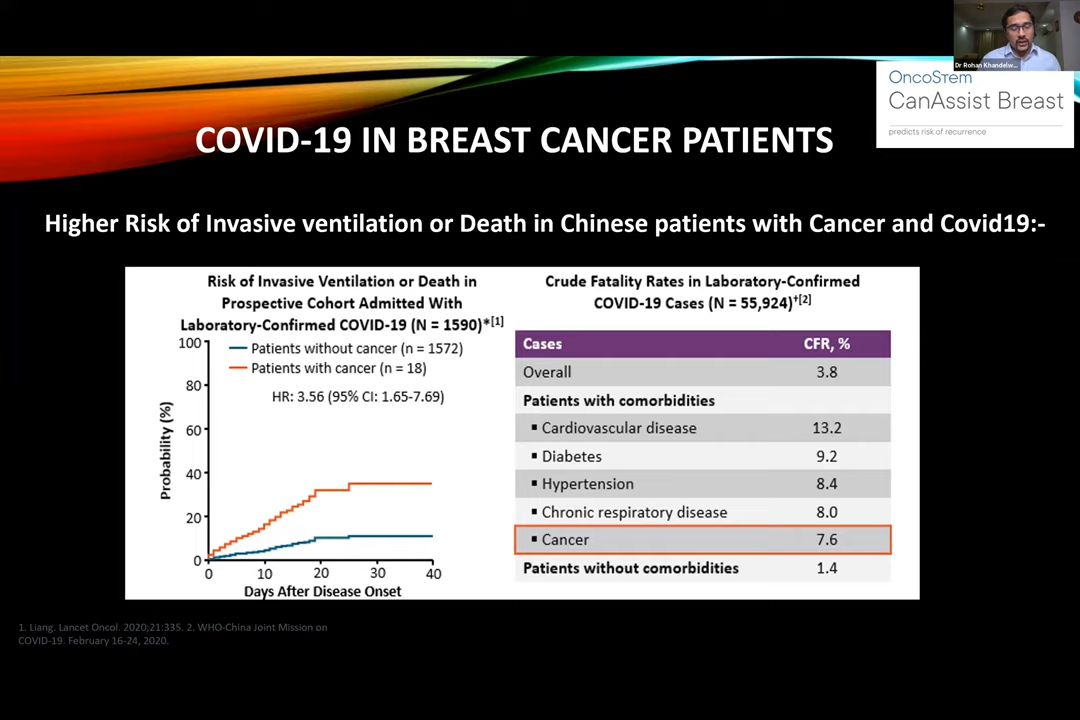 Dr Rohan Khandelw...
OncoStem
CanAssist Breast
predicts risk of recurrence
COVID-19 IN BREAST CANCER PATIENTS
Higher Risk of Invasive ventilation or Death in Chinese patients with Cancer and Covid19:-
Risk of Invasive Ventilation or Death in
Prospective Cohort Admitted With
Laboratory-Confirmed COVID-19 (N = 1590)*[1]
100
80
60
40
20
0
Probability (%)
Patients without cancer (n = 1572)
Patients with cancer (n = 18)
HR: 3.56 (95% CI: 1.65-7.69)
0 10 20 30 40
Days After Disease Onset
Crude Fatality Rates in Laboratory-Confirmed
COVID-19 Cases (N = 55,924)†[2]
Cases CFR, %
Overall 3.8
Patients with comorbidities
▪ Cardiovascular disease 13.2
▪ Diabetes 9.2
▪ Hypertension 8.4
▪ Chronic respiratory disease 8.0
▪ Cancer 7.6
Patients without comorbidities 1.4
1. Liang. Lancet Oncol. 2020;21:335. 2. WHO-China Joint Mission on
COVID-19. February 16-24, 2020.